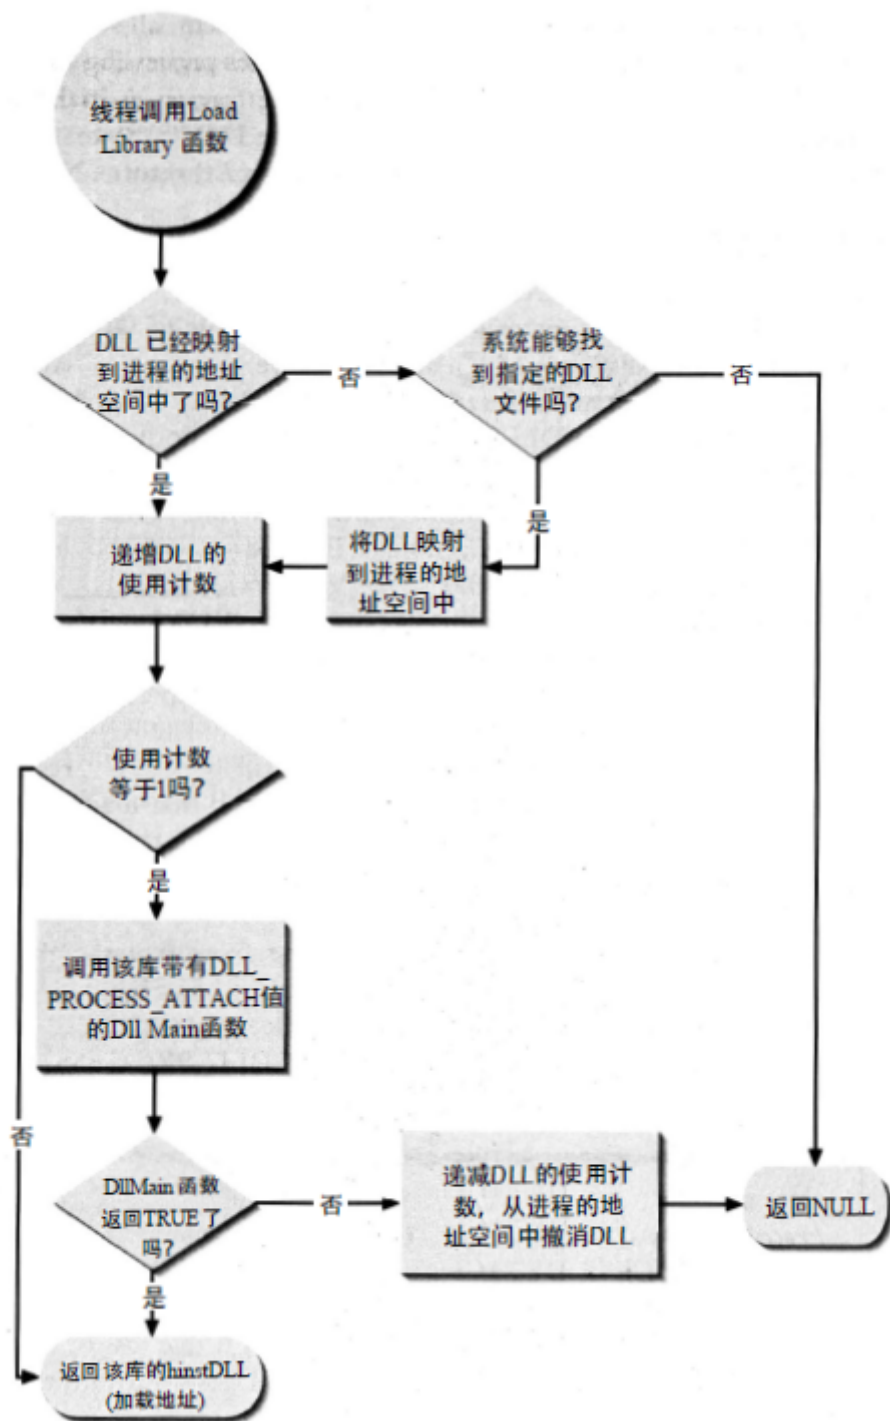 线程调用Load
Library 函数
DLL 已经映射
到进程的地址
空间中了吗?
否
系统能够找
到指定的DLL
文件吗?
否
是
是
递增DLL的
使用计数
将DLL映射
到进程的地
址空间中
使用计数
等于1吗?
是
调用该库带有DLL_
PROCESS_ATTACH值
的Dll Main函数
否
DllMain 函数
返回TRUE了
吗?
否
递减DLL的使用计
数，从进程的地
址空间中撤消DLL
返回NULL
是
返回该库的hinstDLL
(加载地址)